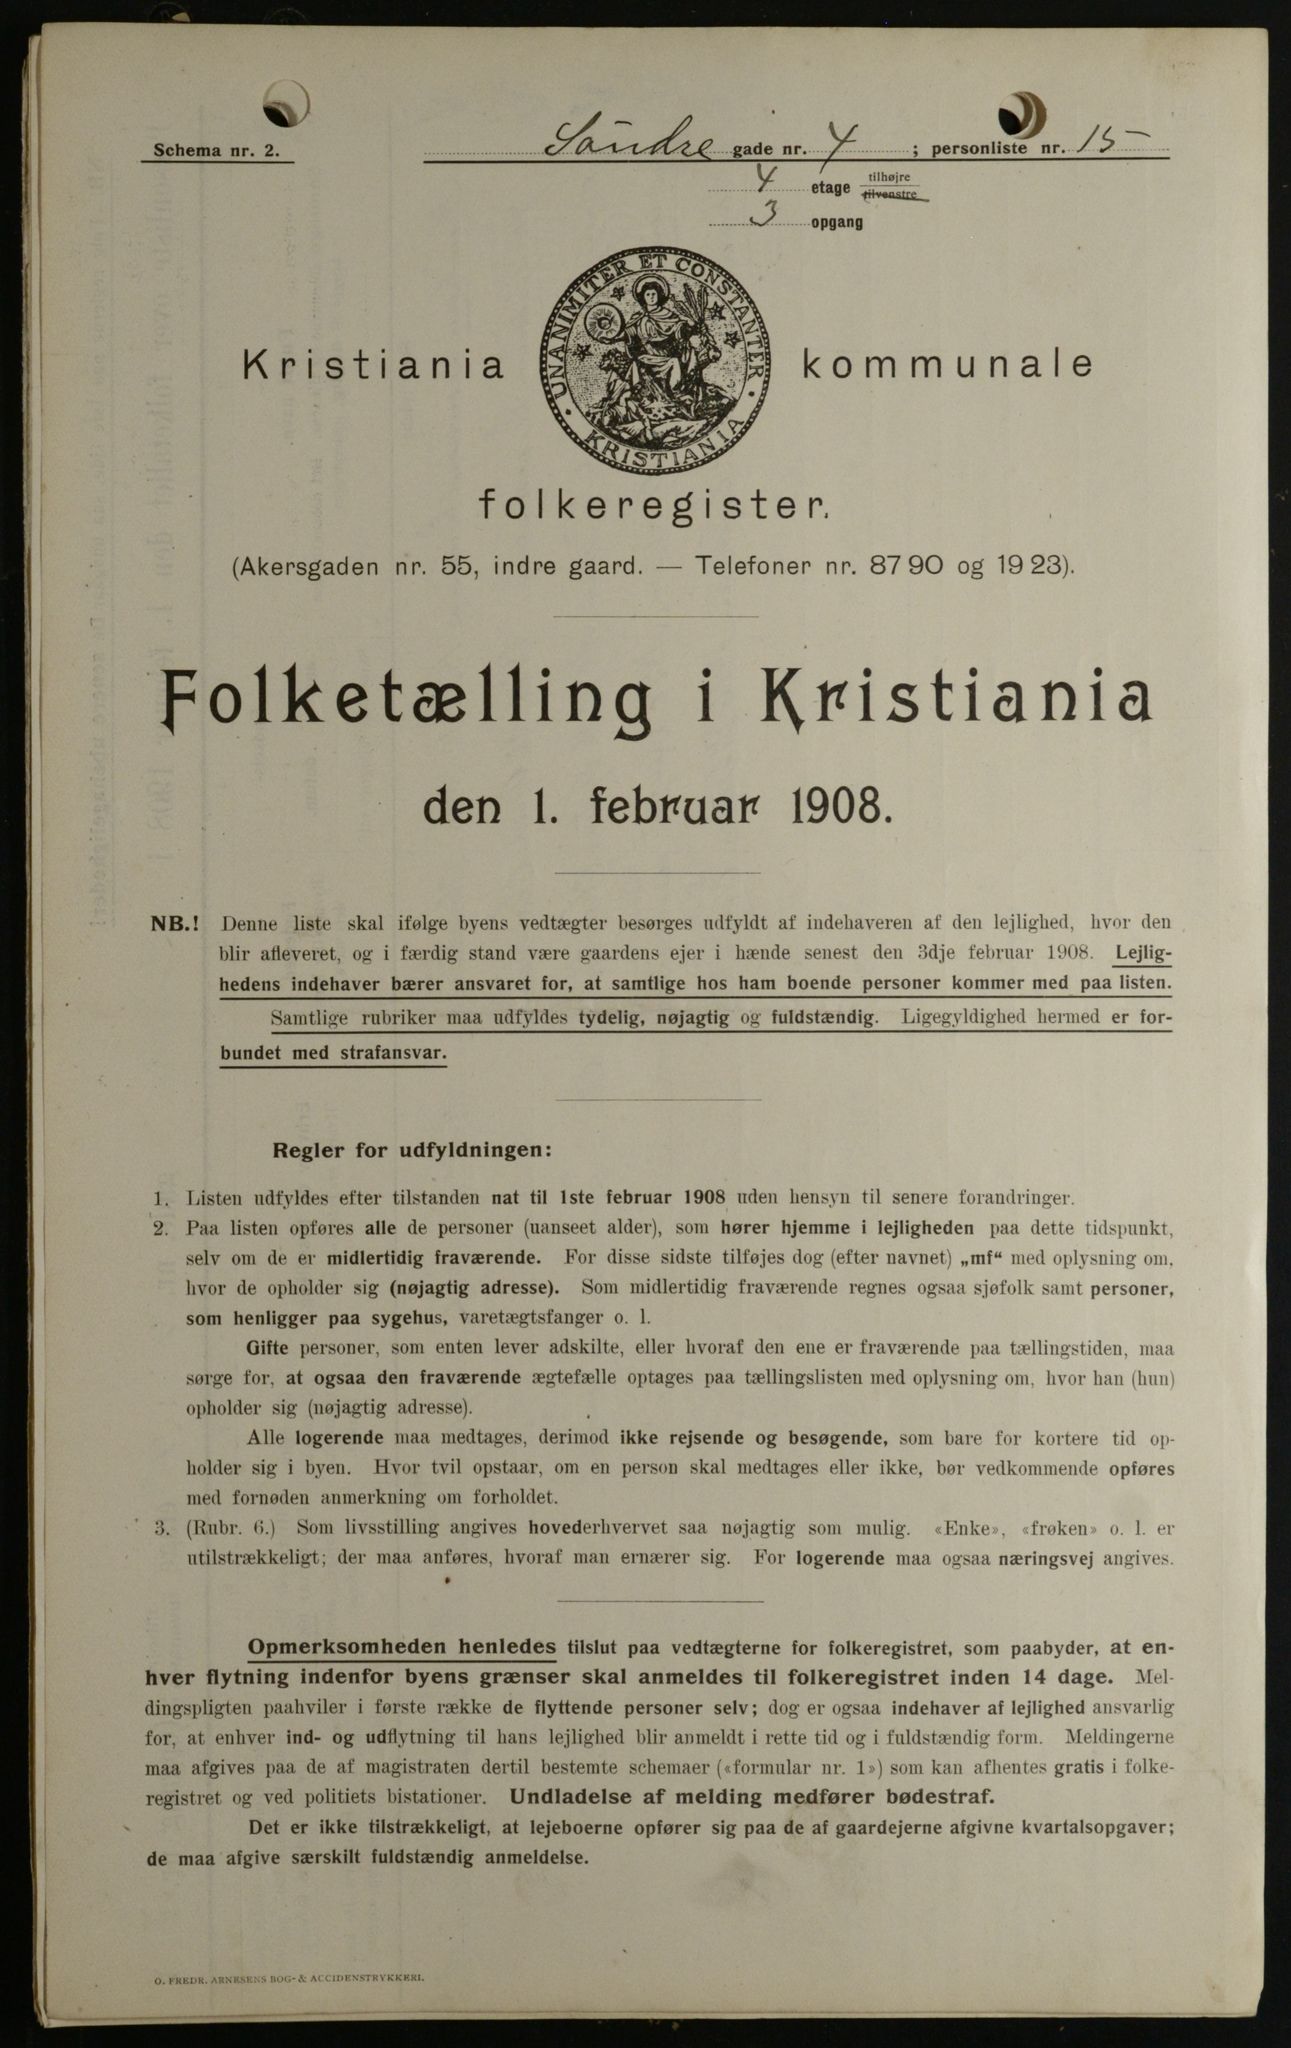 Schema nr. 2. Söndre gade nr. 4 ; personliste nr. 15
4 etage tilhøjre tilvenstre
3 opgang
UNANIMITER ET CONSTANTER · KRISTIANIA ·
Kristiania kommunale
folkeregister.
(Akersgaden nr. 55, indre gaard. — Telefoner nr. 87 90 og 19 23).
Folketælling i Kristiania
den 1. februar 1908.
NB.! Denne liste skal ifølge byens vedtægter besørges udfyldt af indehaveren af den lejlighed, hvor den
blir afleveret, og i færdig stand være gaardens ejer i hænde senest den 3dje februar 1908. Lejlig-
hedens indehaver bærer ansvaret for, at samtlige hos ham boende personer kommer med paa listen.
Samtlige rubriker maa udfyldes tydelig, nøjagtig og fuldstændig. Ligegyldighed hermed er for-
bundet med strafansvar.
Regler for udfyldningen:
1. Listen udfyldes efter tilstanden nat til 1ste februar 1908 uden hensyn til senere forandringer.
2. Paa listen opføres alle de personer (uanseet alder), som hører hjemme i lejligheden paa dette tidspunkt,
selv om de er midlertidig fraværende. For disse sidste tilføjes dog (efter navnet) „mf“ med oplysning om,
hvor de opholder sig (nøjagtig adresse). Som midlertidig fraværende regnes ogsaa sjøfolk samt personer,
som henligger paa sygehus, varetægtsfanger o. l.
Gifte personer, som enten lever adskilte, eller hvoraf den ene er fraværende paa tællingstiden, maa
sørge for, at ogsaa den fraværende ægtefælle optages paa tællingslisten med oplysning om, hvor han (hun)
opholder sig (nøjagtig adresse).
Alle logerende maa medtages, derimod ikke rejsende og besøgende, som bare for kortere tid op-
holder sig i byen. Hvor tvil opstaar, om en person skal medtages eller ikke, bør vedkommende opføres
med fornøden anmerkning om forholdet.
3. (Rubr. 6.) Som livsstilling angives hovederhvervet saa nøjagtig som mulig. «Enke», «frøken» o. l. er
utilstrækkeligt; der maa anføres, hvoraf man ernærer sig. For logerende maa ogsaa næringsvej angives.
Opmerksomheden henledes tilslut paa vedtægterne for folkeregistret, som paabyder, at en-
hver flytning indenfor byens grænser skal anmeldes til folkeregistret inden 14 dage. Mel-
dingspligten paahviler i første række de flyttende personer selv; dog er ogsaa indehaver af lejlighed ansvarlig
for, at enhver ind- og udflytning til hans lejlighed blir anmeldt i rette tid og i fuldstændig form. Meldingerne
maa afgives paa de af magistraten dertil bestemte schemaer («formular nr. 1») som kan afhentes gratis i folke-
registret og ved politiets bistationer. Undladelse af melding medfører bødestraf.
Det er ikke tilstrækkeligt, at lejeboerne opfører sig paa de af gaardejerne afgivne kvartalsopgaver;
de maa afgive særskilt fuldstændig anmeldelse.
O. FREDR. ARNESENS BOG- & ACCIDENSTRYKKERI.